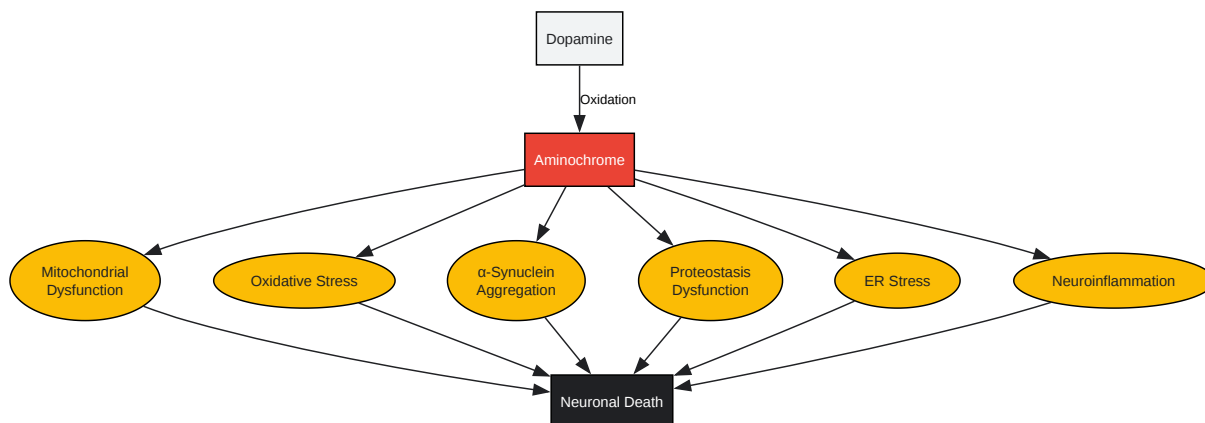 Dopamine
Oxidation
Aminochrome
Mitochondrial
Dysfunction
Oxidative Stress
α-Synuclein
Aggregation
Proteostasis
Dysfunction
ER Stress
Neuroinflammation
Neuronal Death